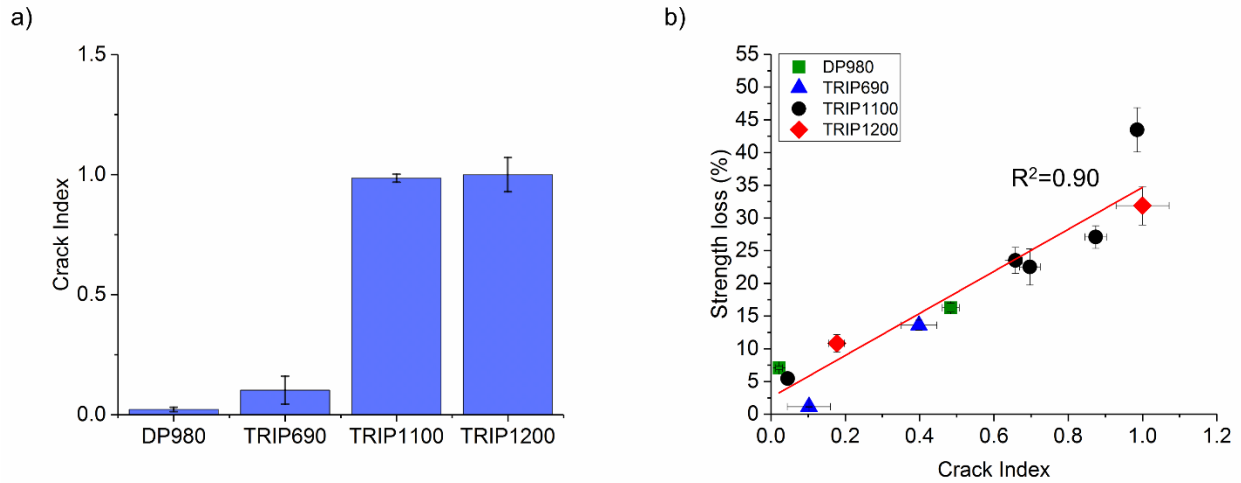 a)
1.5
1.0
0.5
0.0
Crack Index
DP980 TRIP690 TRIP1100 TRIP1200
b)
55
50
45
40
35
30
25
20
15
10
5
0
Strength loss (%)
DP980
TRIP690
TRIP1100
TRIP1200
R²=0.90
0.0 0.2 0.4 0.6 0.8 1.0 1.2
Crack Index